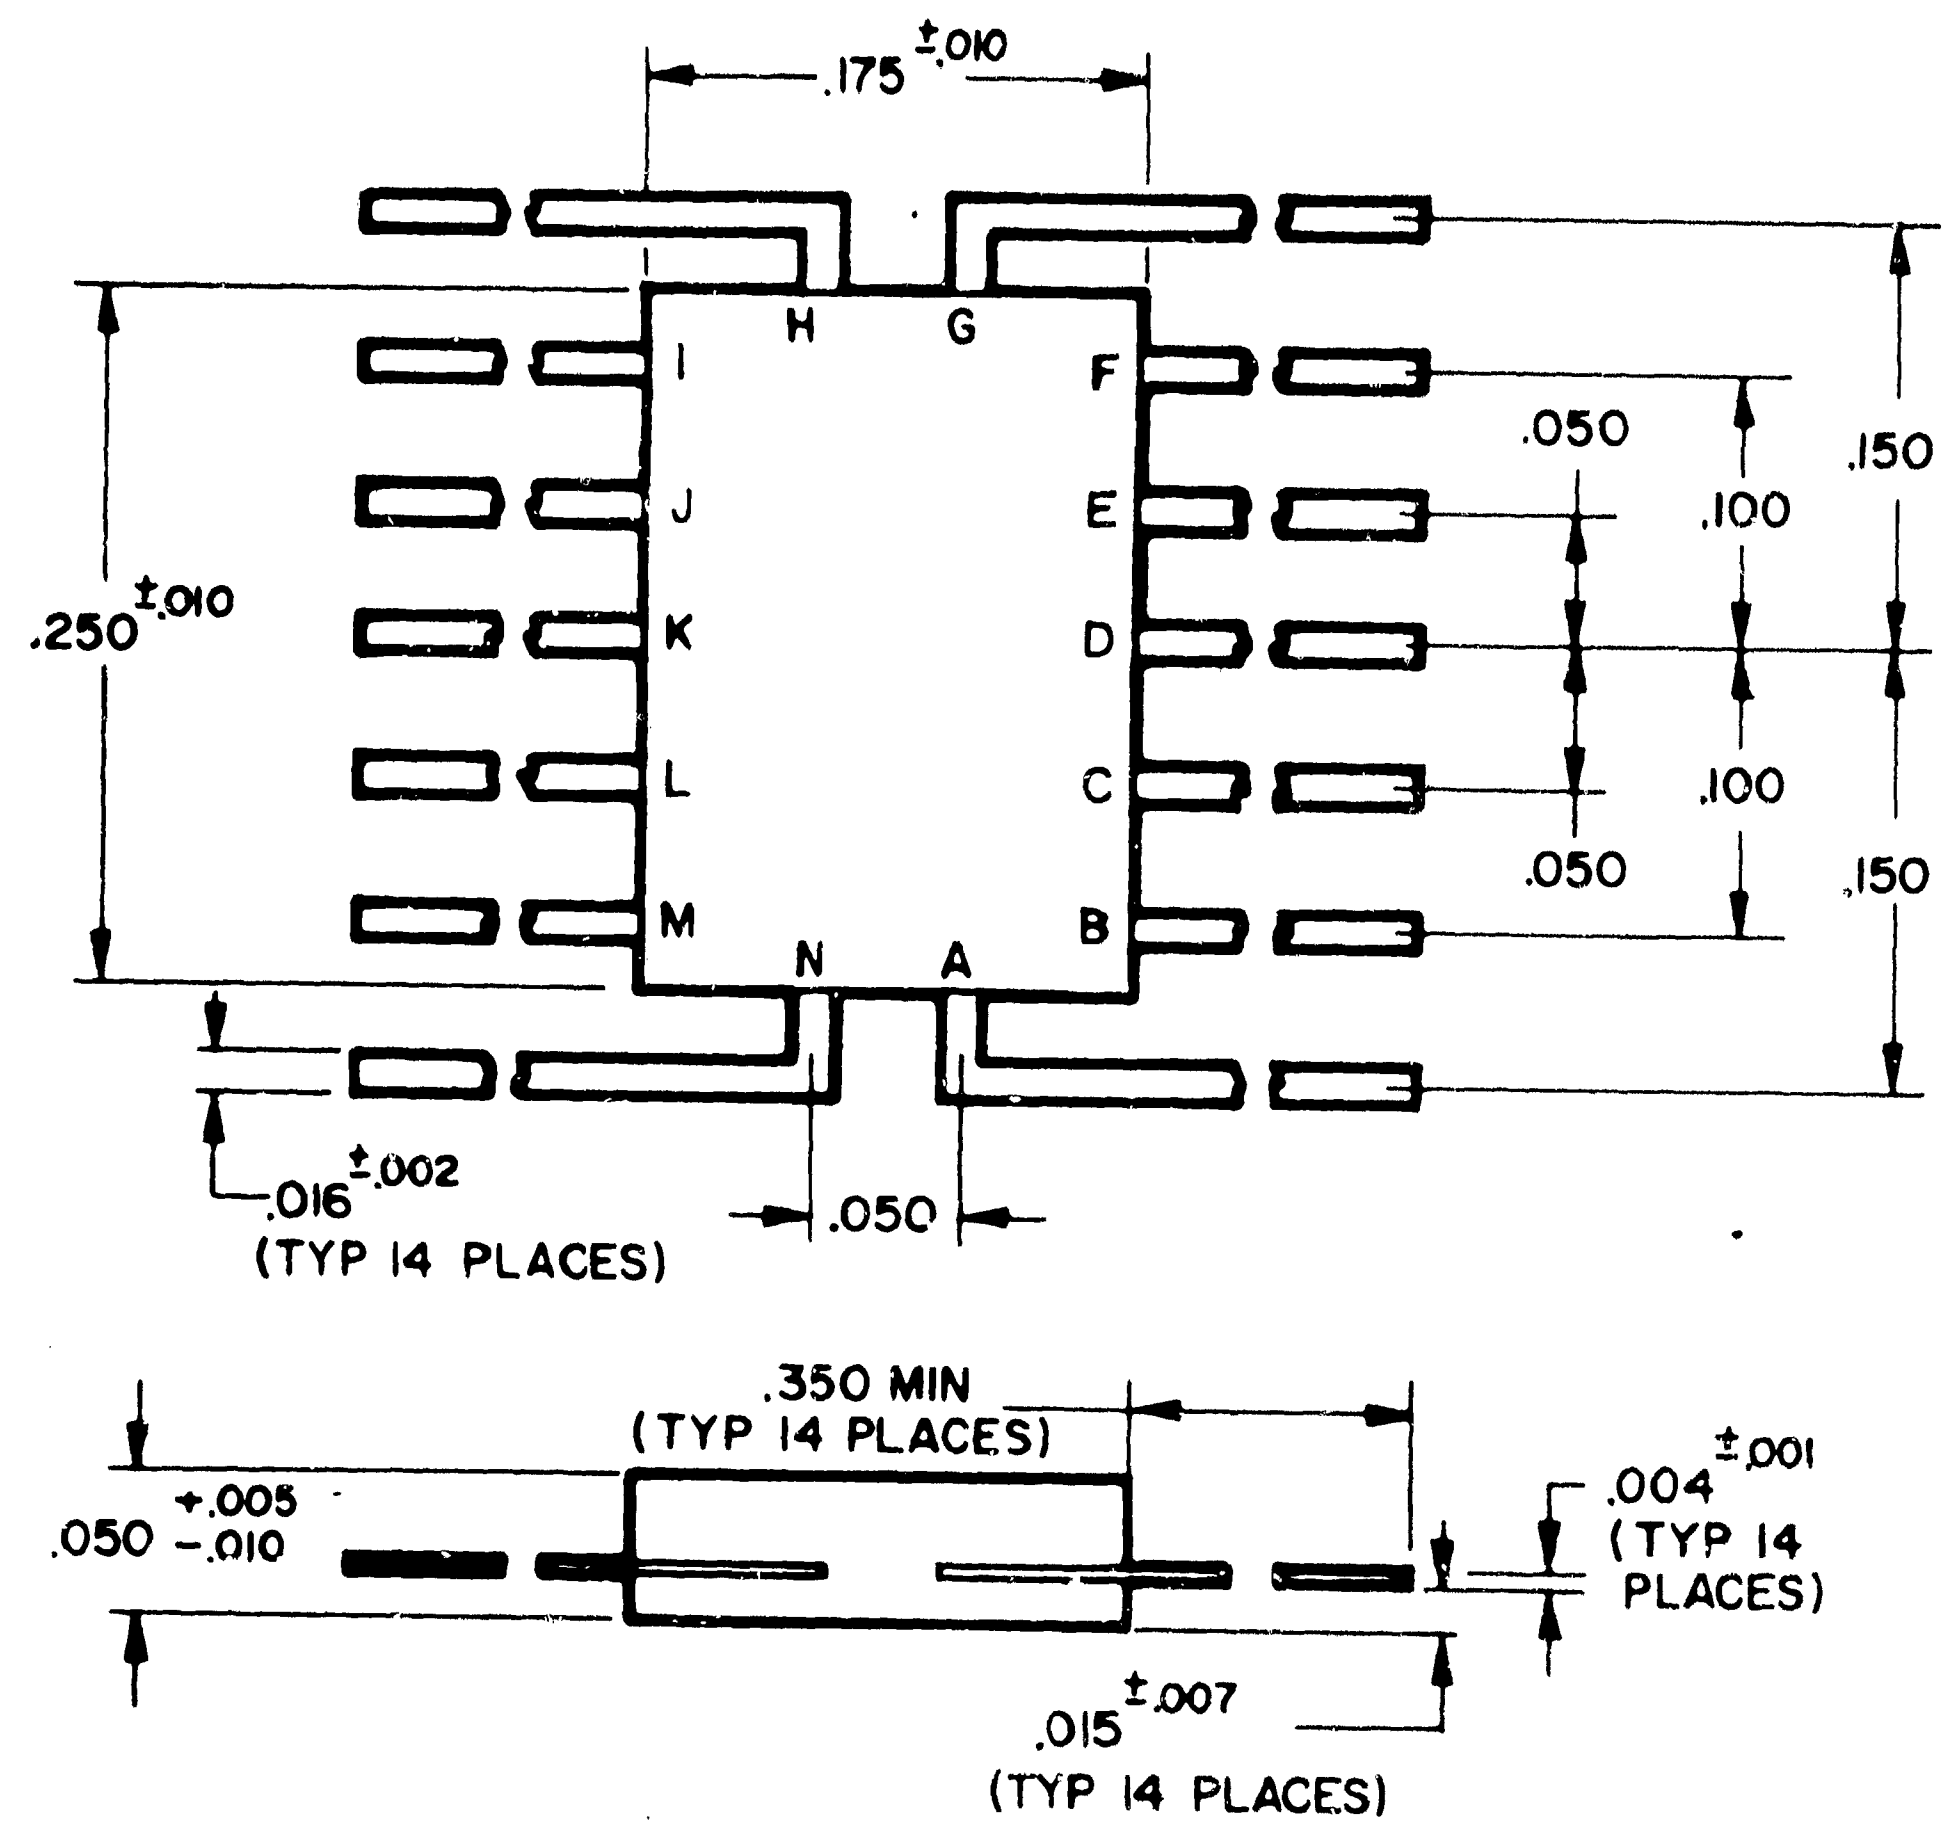 .175 ±.010
H G
I F
.050
.150
J E .100
.250 ±.010
K D
L C .100
.050
.150
M B
N A
.016 ±.002
(TYP 14 PLACES)
.050
.350 MIN
(TYP 14 PLACES)
.004 ±.001
(TYP 14
PLACES)
.050 +.005
-.010
.015 ±.007
(TYP 14 PLACES)